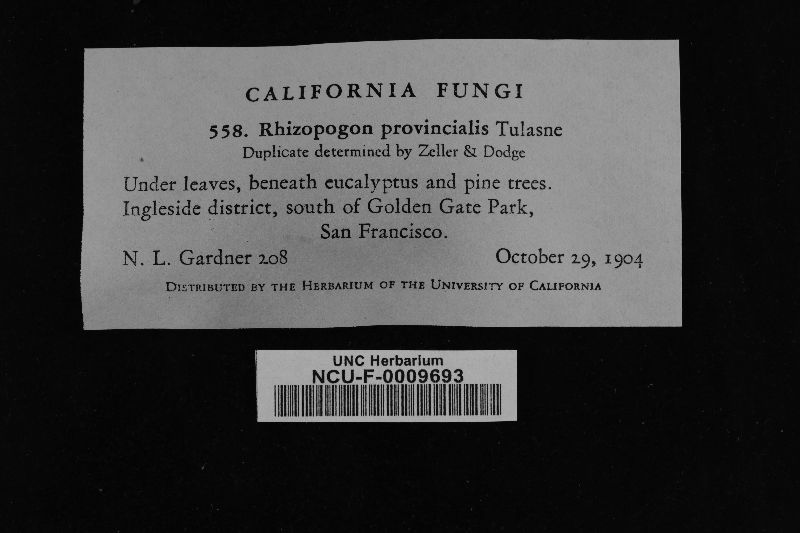 CALIFORNIA FUNGI
558. Rhizopogon provincialis Tulasne
Duplicate determined by Zeller & Dodge
Under leaves, beneath eucalyptus and pine trees.
Ingleside district, south of Golden Gate Park,
San Francisco.
N. L. Gardner 208 October 29, 1904
DISTRIBUTED BY THE HERBARIUM OF THE UNIVERSITY OF CALIFORNIA
UNC Herbarium
NCU-F-0009693